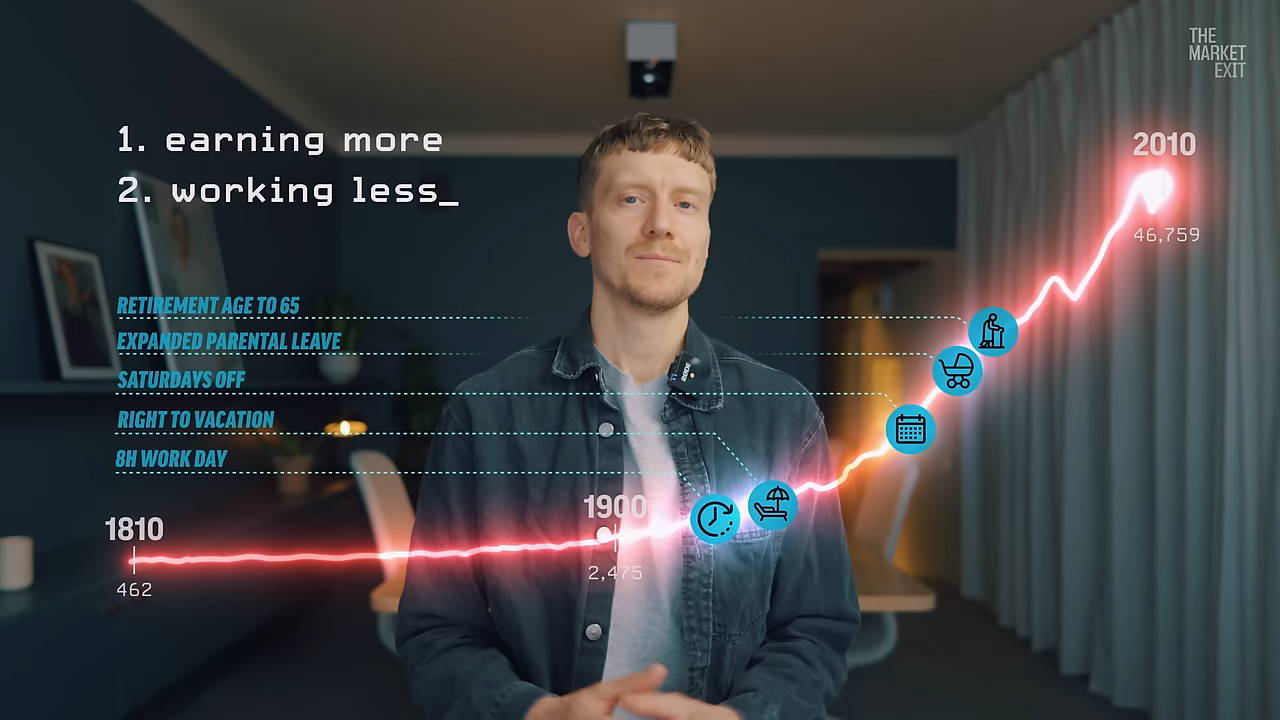 THE
MARKET
EXIT
1. earning more
2. working less_
2010
46,759
RETIREMENT AGE TO 65
EXPANDED PARENTAL LEAVE
SATURDAYS OFF
RIGHT TO VACATION
8H WORK DAY
1900
2,475
1810
462
RØDE